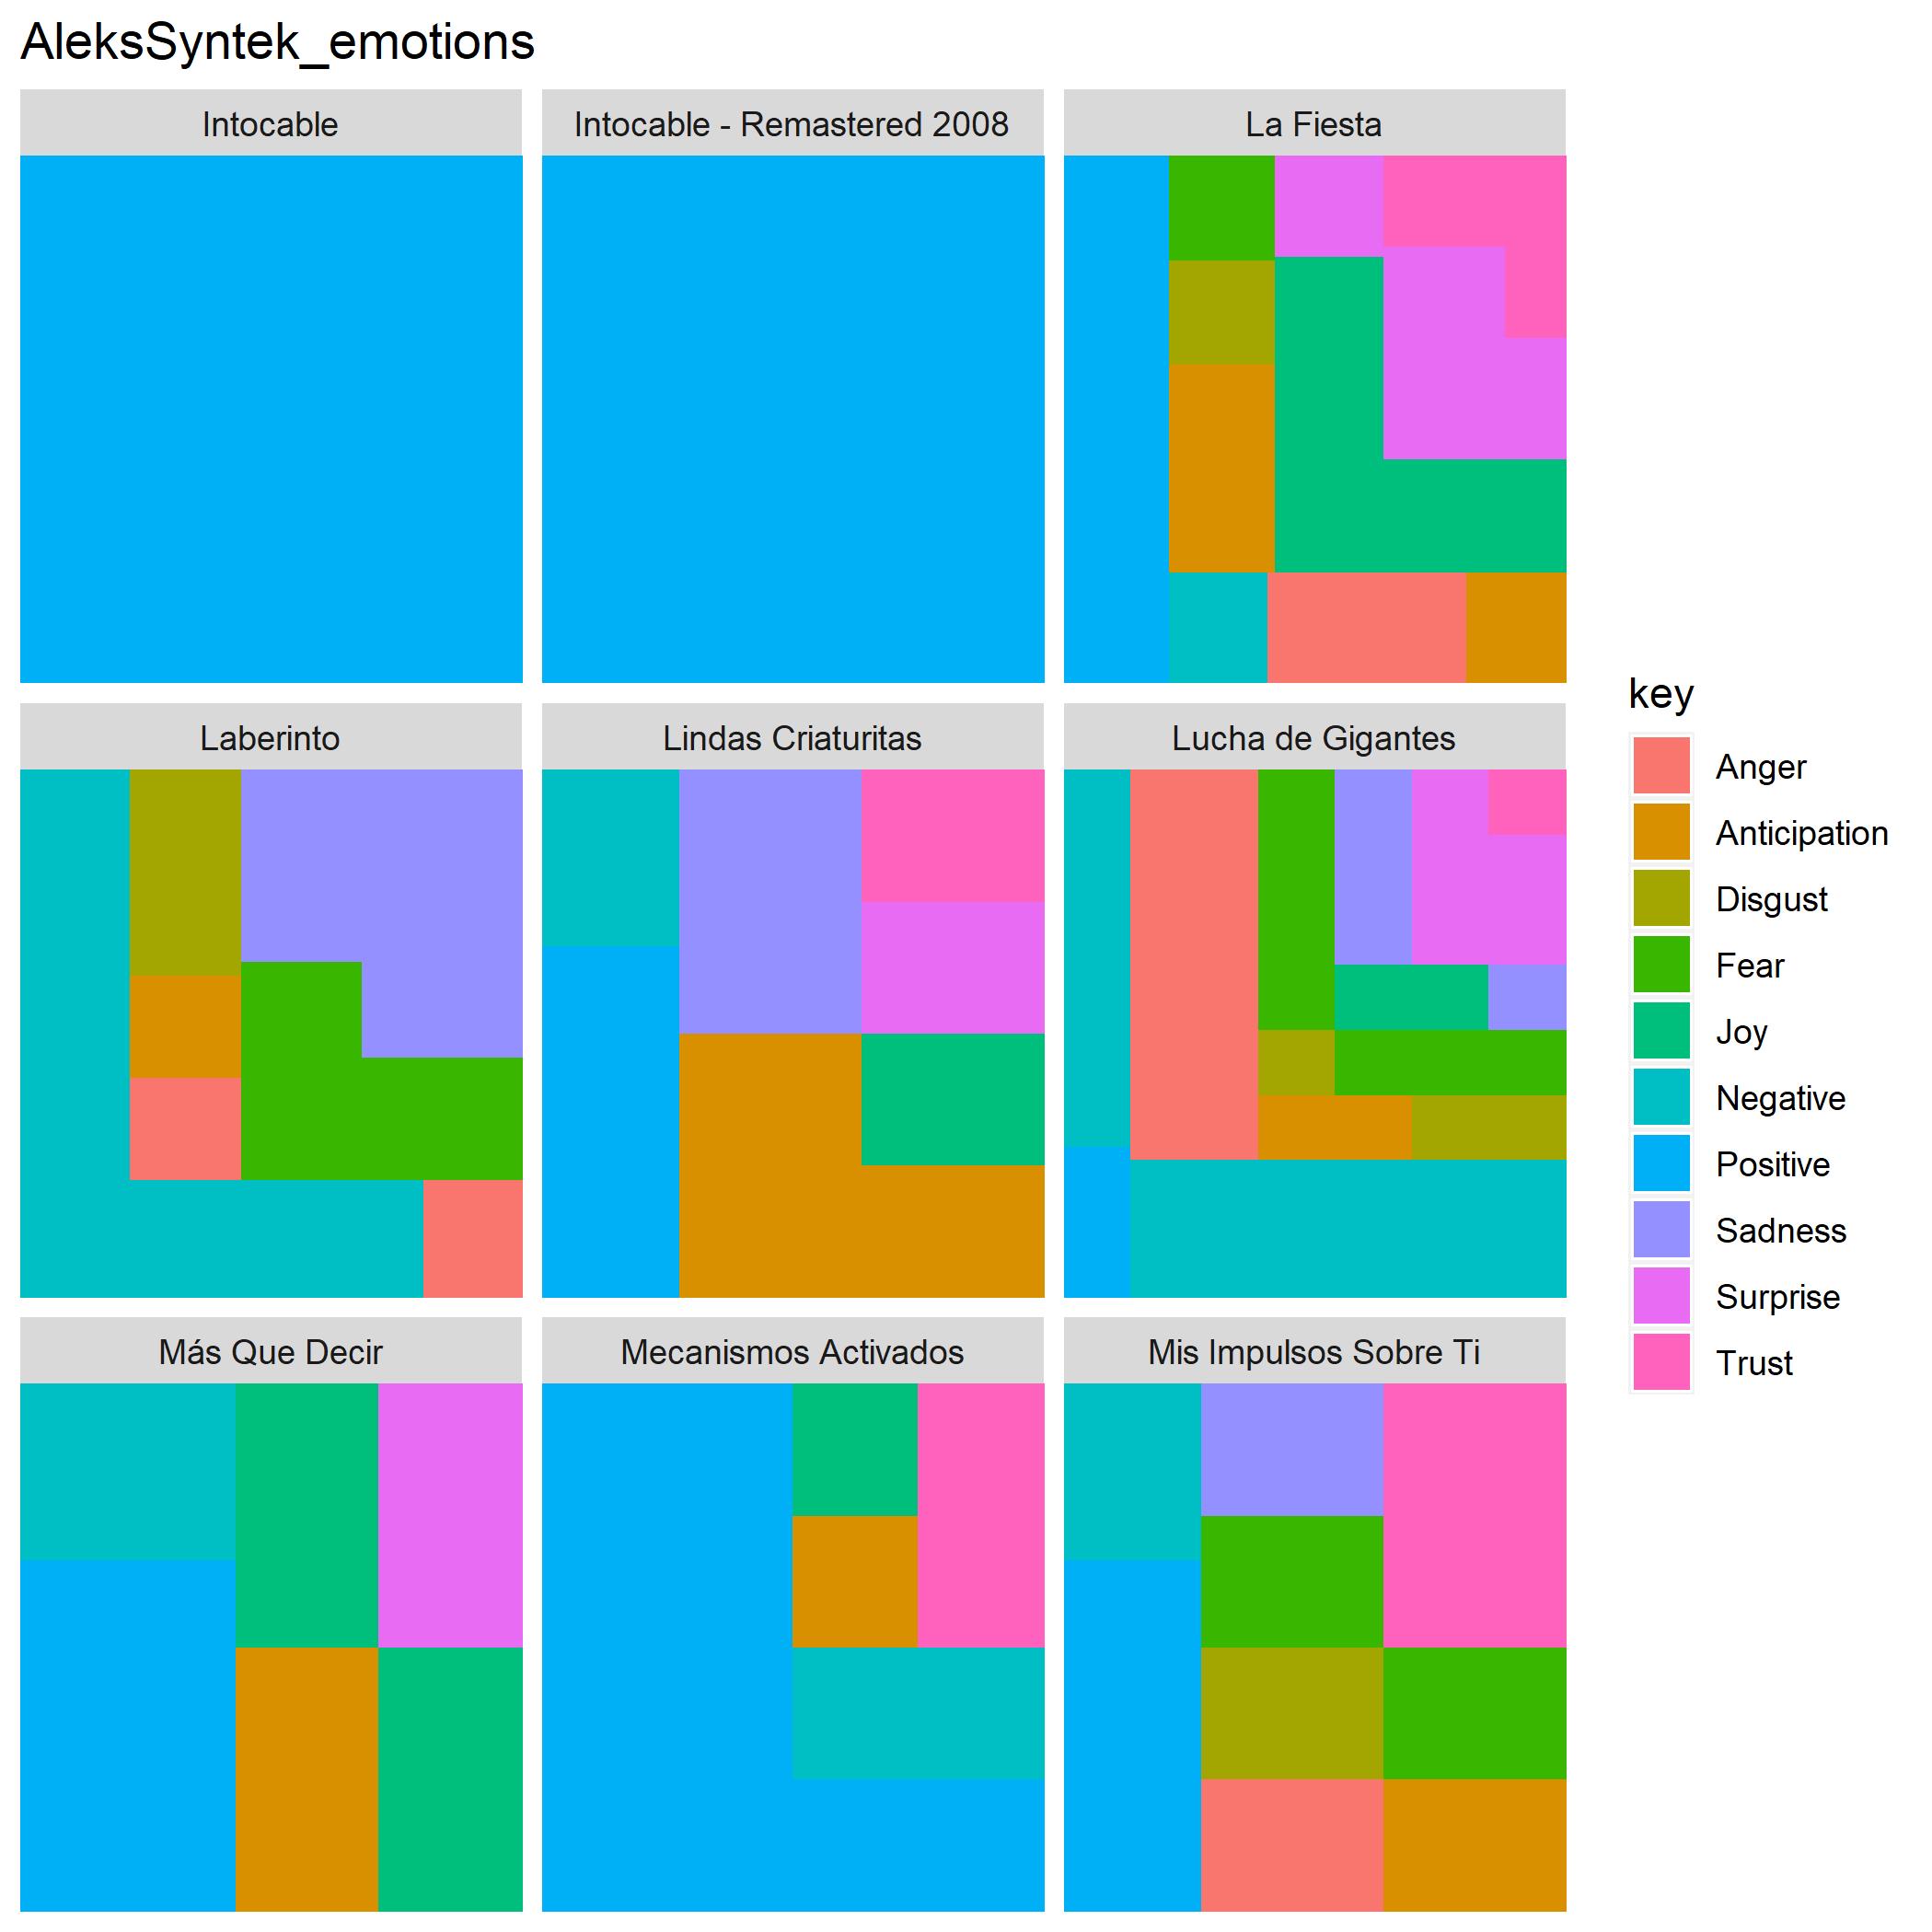 AleksSyntek_emotions
Intocable
Intocable - Remastered 2008
La Fiesta
Laberinto
Lindas Criaturitas
Lucha de Gigantes
Más Que Decir
Mecanismos Activados
Mis Impulsos Sobre Ti
key
Anger
Anticipation
Disgust
Fear
Joy
Negative
Positive
Sadness
Surprise
Trust